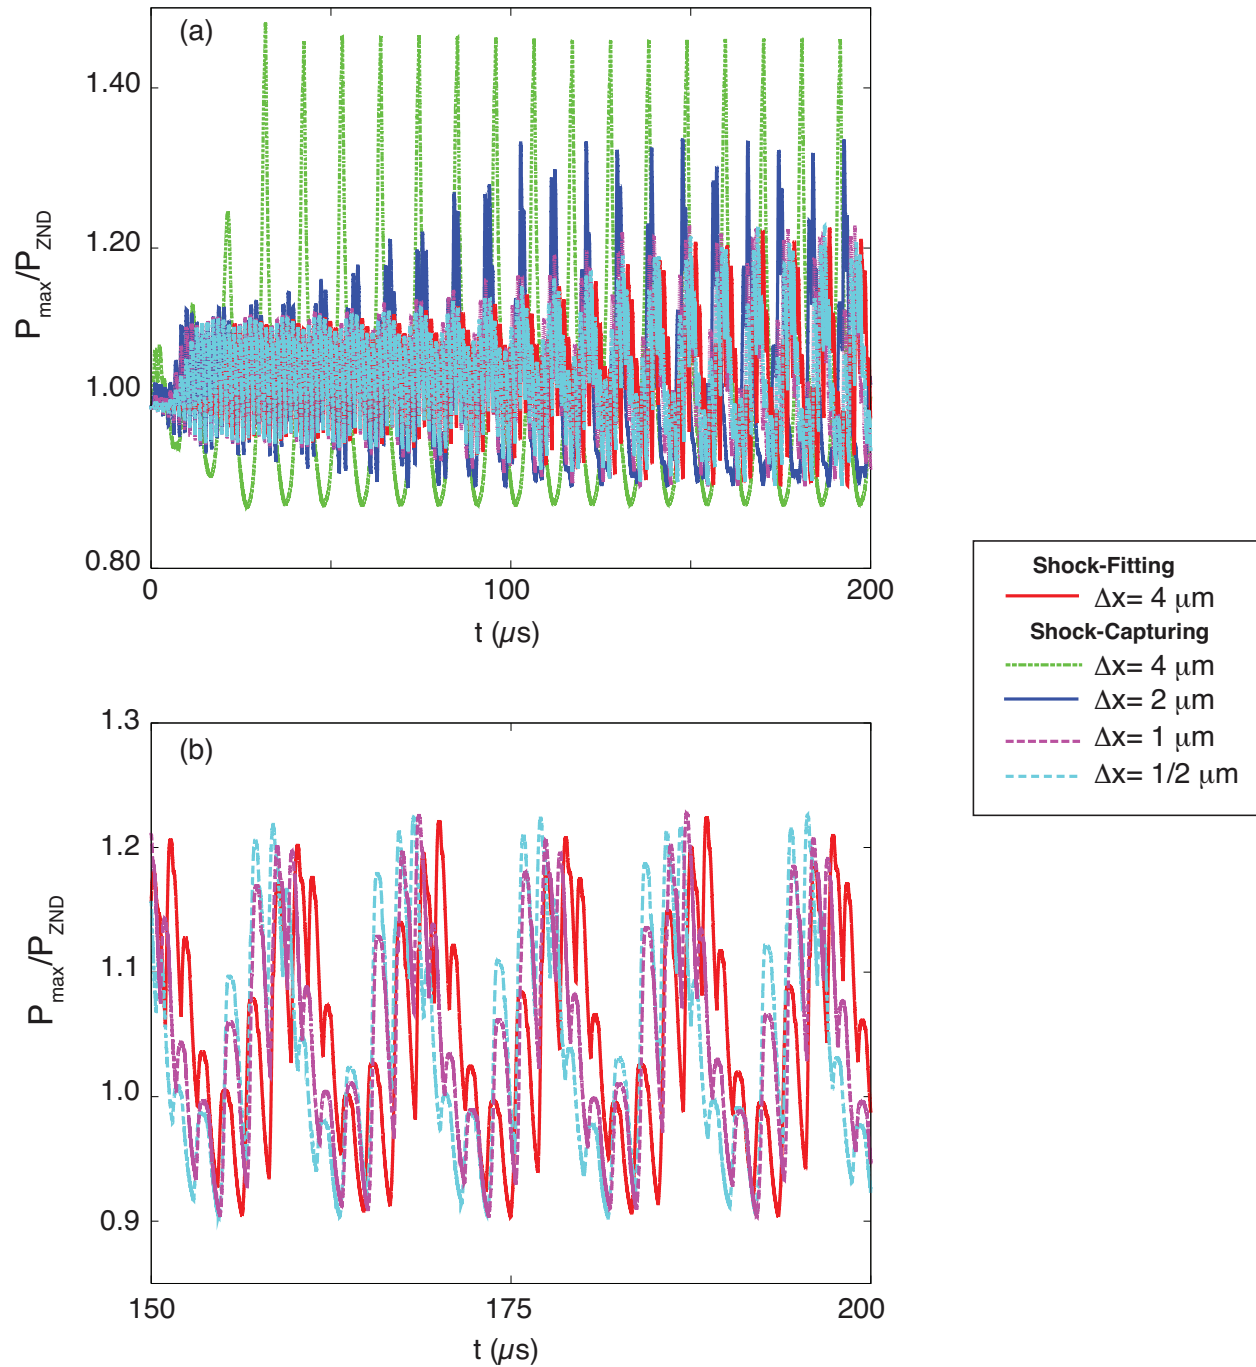 (a)
1.40
1.20
1.00
0.80
P_max/P_ZND
0
100
200
t (μs)
Shock-Fitting
Δx= 4 μm
Shock-Capturing
Δx= 4 μm
Δx= 2 μm
Δx= 1 μm
Δx= 1/2 μm
(b)
1.3
1.2
1.1
1.0
0.9
P_max/P_ZND
150
175
200
t (μs)